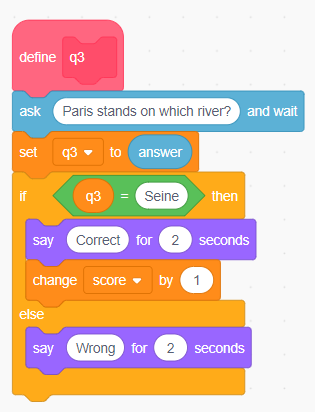 define q3
ask Paris stands on which river? and wait
set q3 to answer
if q3 = Seine then
say Correct for 2 seconds
change score by 1
else
say Wrong for 2 seconds